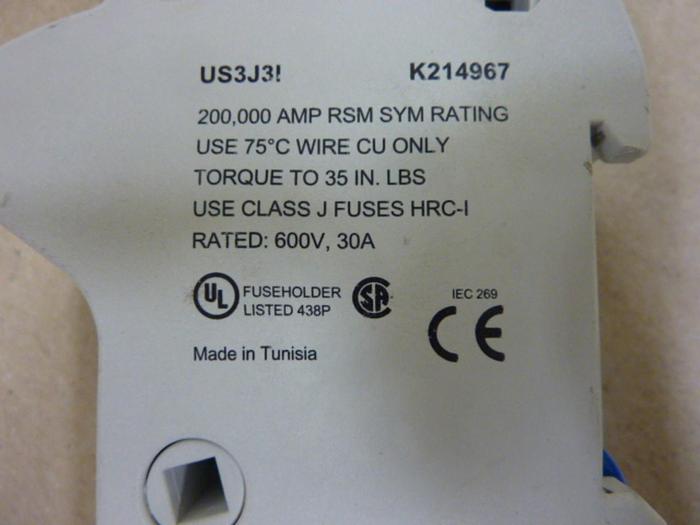 US3J3I K214967
200,000 AMP RSM SYM RATING
USE 75°C WIRE CU ONLY
TORQUE TO 35 IN. LBS
USE CLASS J FUSES HRC-I
RATED: 600V, 30A
UL FUSEHOLDER
LISTED 438P
SA
IEC 269
CE
Made in Tunisia